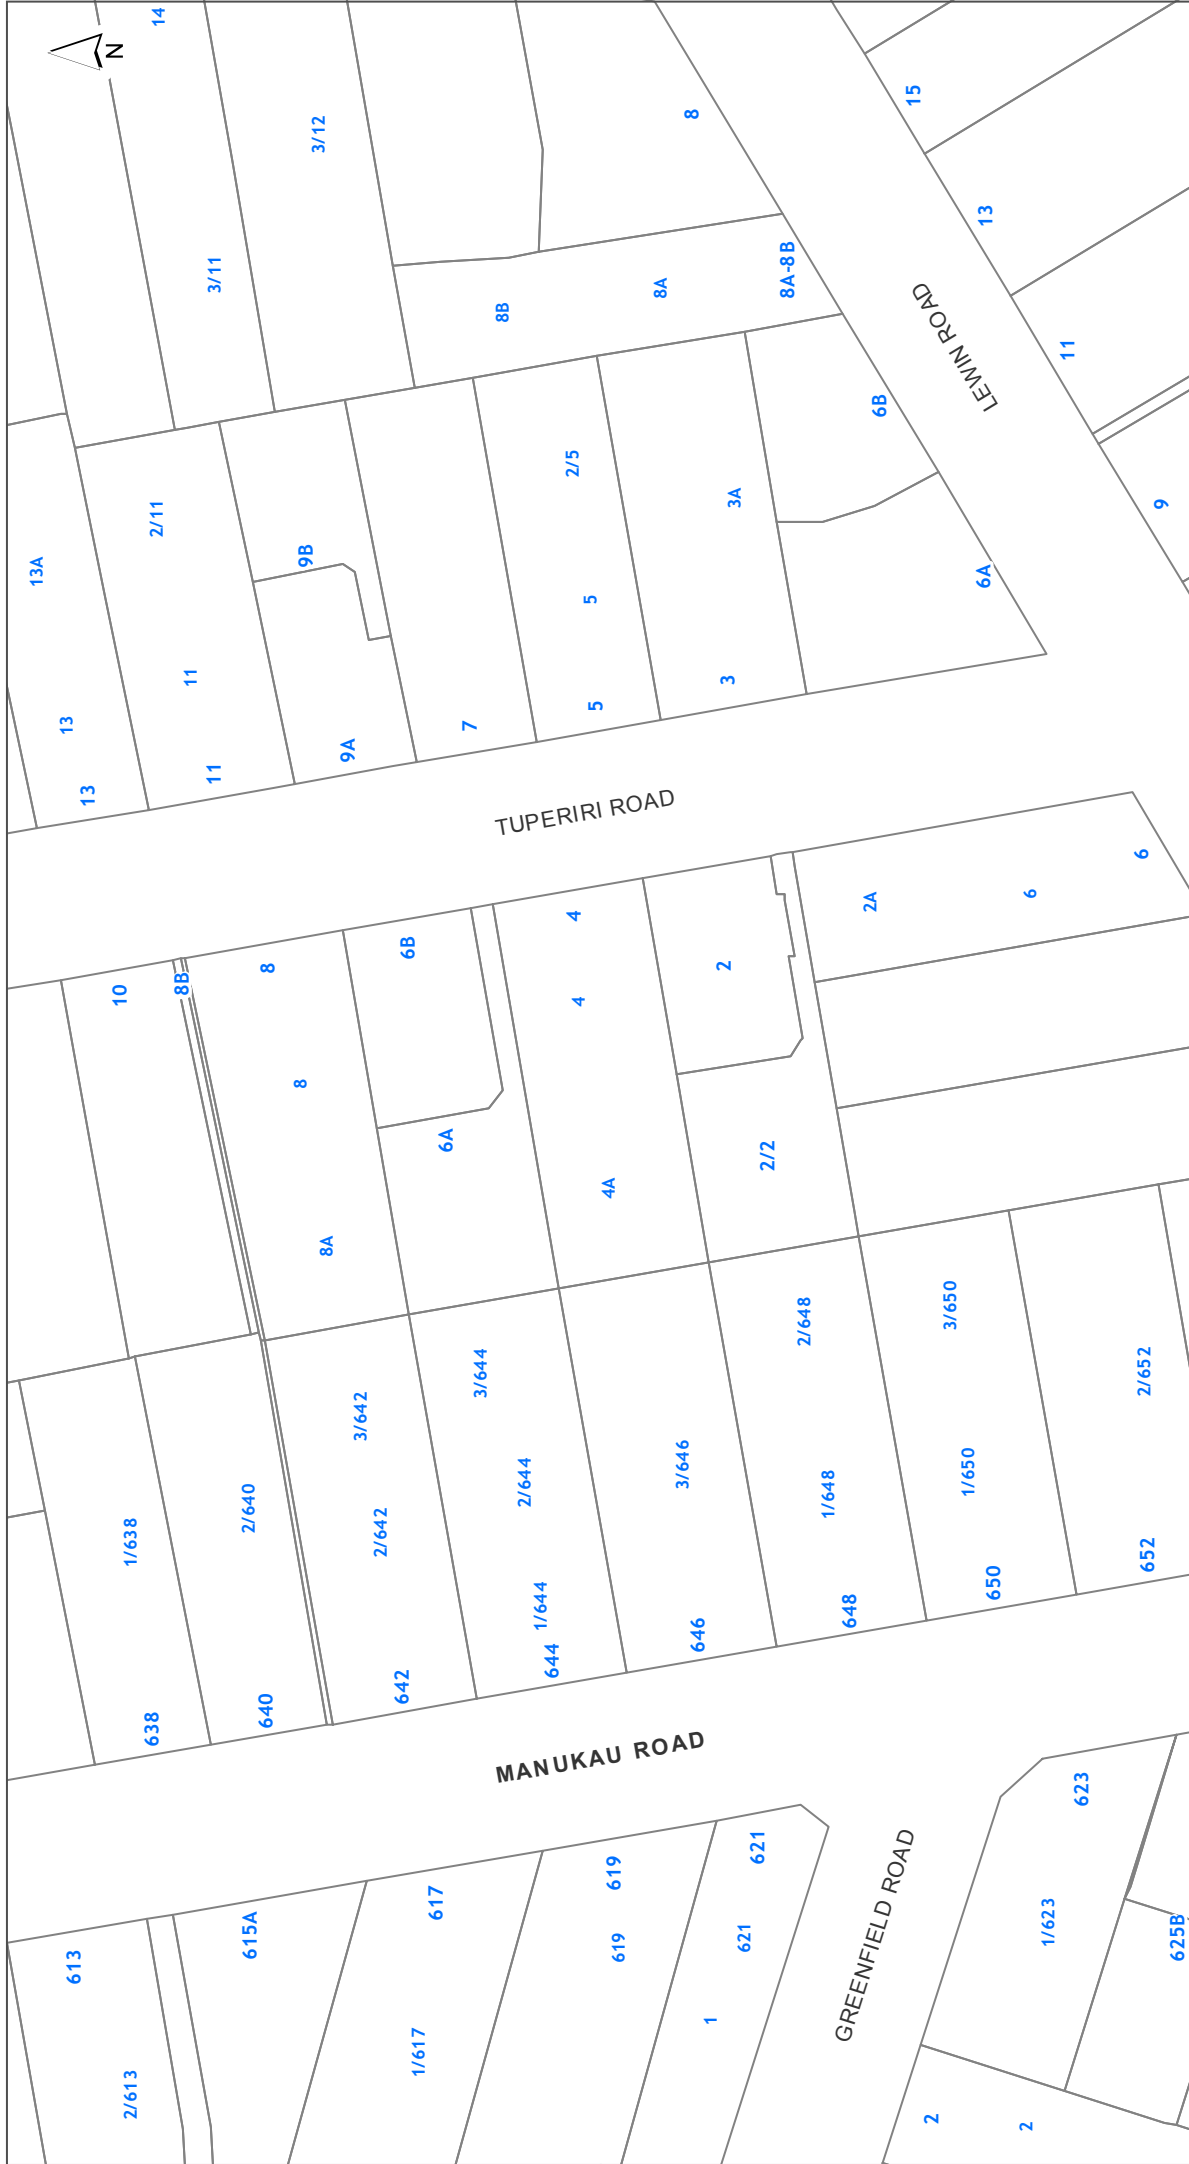 14
N
15
8
3/12
13
8A-8B
3/11
8A
8B
LEWIN ROAD
11
6B
2/5
3A
9
2/11
9B
13A
6A
5
11
3
5
13
7
9A
11
13
TUPERIRI ROAD
6
2A
6
4
6B
2
8
8B
10
4
8
6A
2/2
4A
8A
3/650
2/648
2/652
3/644
3/642
3/646
1/650
2/644
1/648
2/640
2/642
1/638
652
650
1/644
648
646
644
642
640
638
MANUKAU ROAD
623
621
619
617
GREENFIELD ROAD
1/623
615A
625B
621
619
613
1
1/617
2/613
2
2